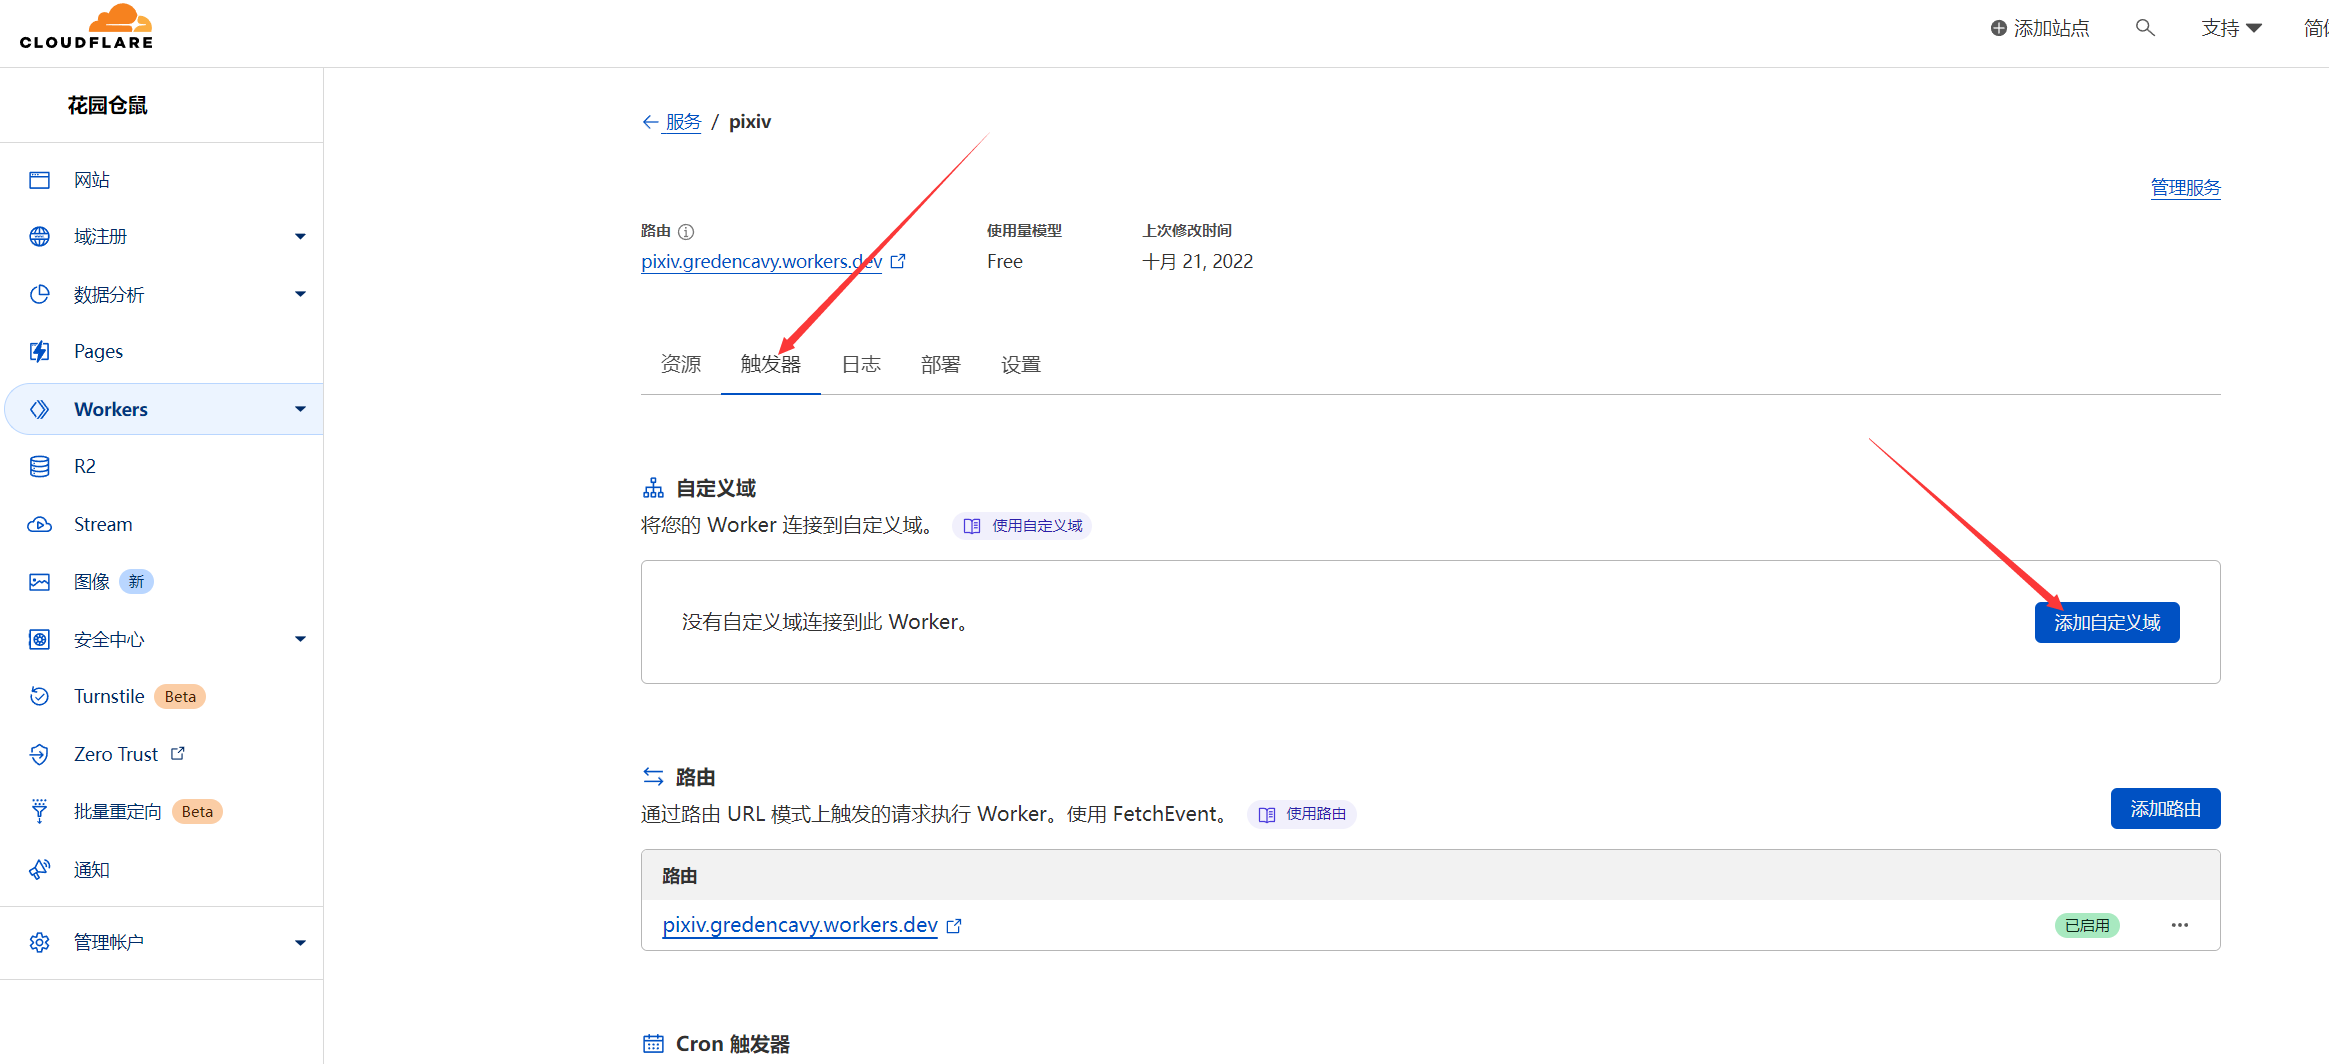 CLOUDFLARE
添加站点
支持
花园仓鼠
网站
域注册
数据分析
Pages
Workers
R2
Stream
图像 新
安全中心
Turnstile Beta
Zero Trust
批量重定向 Beta
通知
管理帐户
服务 / pixiv
管理服务
路由
使用量模型
上次修改时间
pixiv.gredencavy.workers.dev
Free
十月 21, 2022
资源
触发器
日志
部署
设置
自定义域
将您的 Worker 连接到自定义域。 使用自定义域
没有自定义域连接到此 Worker。
添加自定义域
路由
通过路由 URL 模式上触发的请求执行 Worker。使用 FetchEvent。 使用路由
添加路由
路由
pixiv.gredencavy.workers.dev
已启用
Cron 触发器